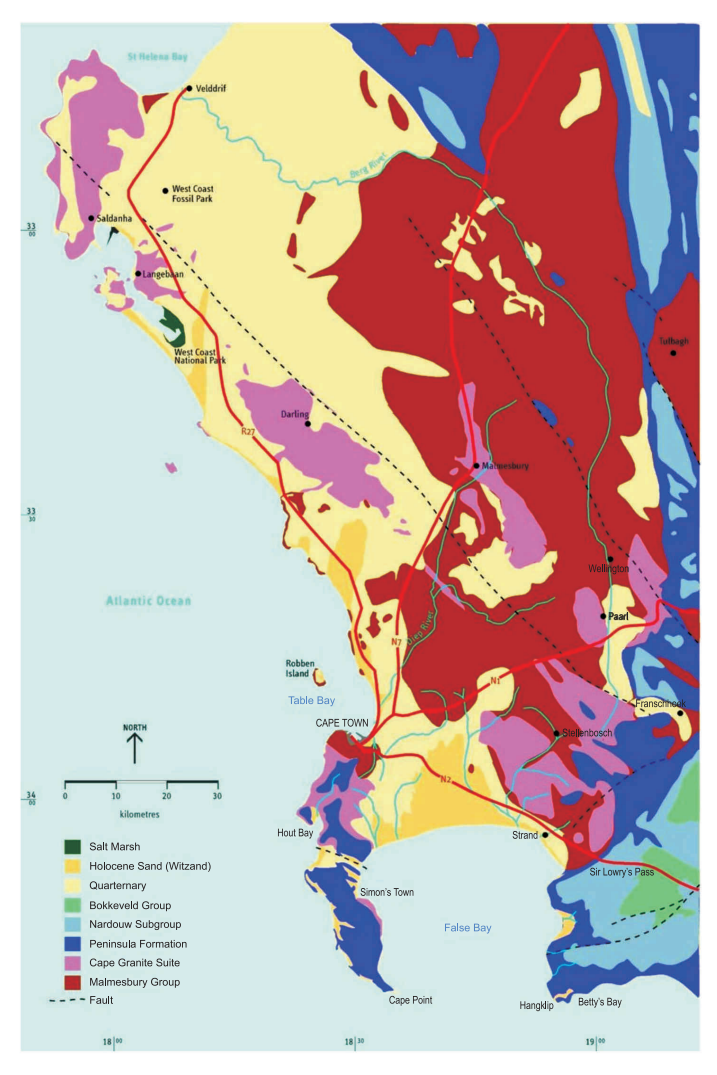 St Helena Bay
Velddrif
Berg River
West Coast
Fossil Park
33
00
Saldanha
Langebaan
Tulbagh
West Coast
National Park
Darling
R27
Malmesbury
33
30
Wellington
Atlantic Ocean
Paarl
Diep River
N7
Robben
Island
N1
Table Bay
Franschhoek
CAPE TOWN
NORTH
Stellenbosch
N2
0 10 20 30
kilometres
34
00
Hout Bay
Strand
Salt Marsh
Holocene Sand (Witzand)
Quarternary
Bokkeveld Group
Nardouw Subgroup
Peninsula Formation
Cape Granite Suite
Malmesbury Group
Fault
Sir Lowry's Pass
Simon's Town
False Bay
Cape Point
Hangklip
Betty's Bay
18 00
18 30
19 00